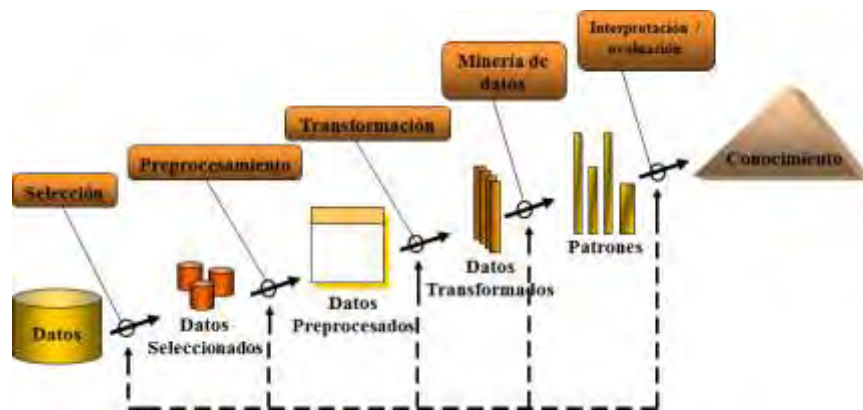 Interpretación /
evaluación
Minería de
datos
Transformación
Conocimiento
Preprocesamiento
Selección
Patrones
Datos
Transformados
Datos
Preprocesados
Datos
Seleccionados
Datos